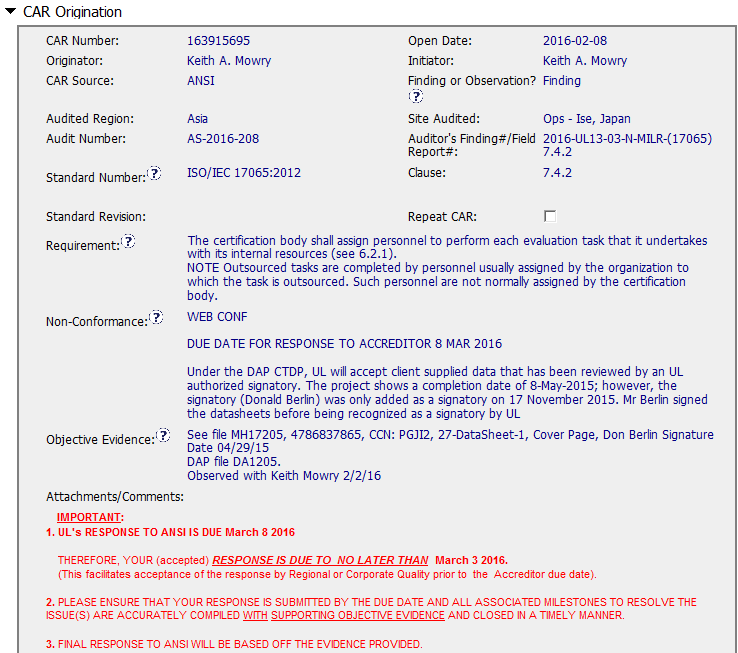 CAR Origination
CAR Number: 163915695 Open Date: 2016-02-08
Originator: Keith A. Mowry Initiator: Keith A. Mowry
CAR Source: ANSI Finding or Observation? Finding
Audited Region: Asia Site Audited: Ops - Ise, Japan
Audit Number: AS-2016-208 Auditor's Finding#/Field 2016-UL13-03-N-MILR-(17065)
Report#: 7.4.2
Standard Number: ISO/IEC 17065:2012 Clause: 7.4.2
Standard Revision: Repeat CAR:
Requirement: The certification body shall assign personnel to perform each evaluation task that it undertakes
with its internal resources (see 6.2.1).
NOTE Outsourced tasks are completed by personnel usually assigned by the organization to
which the task is outsourced. Such personnel are not normally assigned by the certification
body.
Non-Conformance: WEB CONF
DUE DATE FOR RESPONSE TO ACCREDITOR 8 MAR 2016
Under the DAP CTDP, UL will accept client supplied data that has been reviewed by an UL
authorized signatory. The project shows a completion date of 8-May-2015; however, the
signatory (Donald Berlin) was only added as a signatory on 17 November 2015. Mr Berlin signed
the datasheets before being recognized as a signatory by UL
Objective Evidence: See file MH17205, 4786837865, CCN: PGJI2, 27-DataSheet-1, Cover Page, Don Berlin Signature
Date 04/29/15
DAP file DA1205.
Observed with Keith Mowry 2/2/16
Attachments/Comments:
IMPORTANT:
1. UL's RESPONSE TO ANSI IS DUE March 8 2016
THEREFORE, YOUR (accepted) RESPONSE IS DUE TO NO LATER THAN March 3 2016.
(This facilitates acceptance of the response by Regional or Corporate Quality prior to the Accreditor due date).
2. PLEASE ENSURE THAT YOUR RESPONSE IS SUBMITTED BY THE DUE DATE AND ALL ASSOCIATED MILESTONES TO RESOLVE THE
ISSUE(S) ARE ACCURATELY COMPILED WITH SUPPORTING OBJECTIVE EVIDENCE AND CLOSED IN A TIMELY MANNER.
3. FINAL RESPONSE TO ANSI WILL BE BASED OFF THE EVIDENCE PROVIDED.